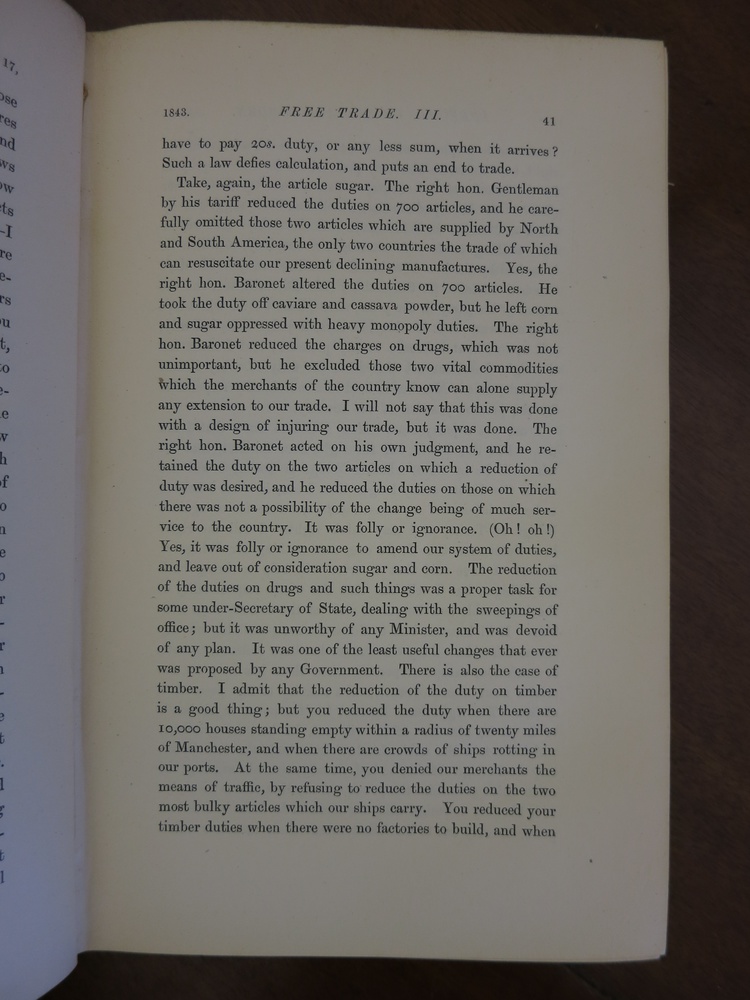 17,
ose
res
nd
ws
ow
cts
-I
re
e-
rs
ou
t,
to
e-
e
w
h
of
o
n
e
o
r
-
r
n
-
e
t
.
l
g
-
t
l
1843. FREE TRADE. III. 41
have to pay 20s. duty, or any less sum, when it arrives?
Such a law defies calculation, and puts an end to trade.
Take, again, the article sugar. The right hon. Gentleman
by his tariff reduced the duties on 700 articles, and he care-
fully omitted those two articles which are supplied by North
and South America, the only two countries the trade of which
can resuscitate our present declining manufactures. Yes, the
right hon. Baronet altered the duties on 700 articles. He
took the duty off caviare and cassava powder, but he left corn
and sugar oppressed with heavy monopoly duties. The right
hon. Baronet reduced the charges on drugs, which was not
unimportant, but he excluded those two vital commodities
which the merchants of the country know can alone supply
any extension to our trade. I will not say that this was done
with a design of injuring our trade, but it was done. The
right hon. Baronet acted on his own judgment, and he re-
tained the duty on the two articles on which a reduction of
duty was desired, and he reduced the duties on those on which
there was not a possibility of the change being of much ser-
vice to the country. It was folly or ignorance. (Oh! oh!)
Yes, it was folly or ignorance to amend our system of duties,
and leave out of consideration sugar and corn. The reduction
of the duties on drugs and such things was a proper task for
some under-Secretary of State, dealing with the sweepings of
office; but it was unworthy of any Minister, and was devoid
of any plan. It was one of the least useful changes that ever
was proposed by any Government. There is also the case of
timber. I admit that the reduction of the duty on timber
is a good thing; but you reduced the duty when there are
10,000 houses standing empty within a radius of twenty miles
of Manchester, and when there are crowds of ships rotting in
our ports. At the same time, you denied our merchants the
means of traffic, by refusing to reduce the duties on the two
most bulky articles which our ships carry. You reduced your
timber duties when there were no factories to build, and when